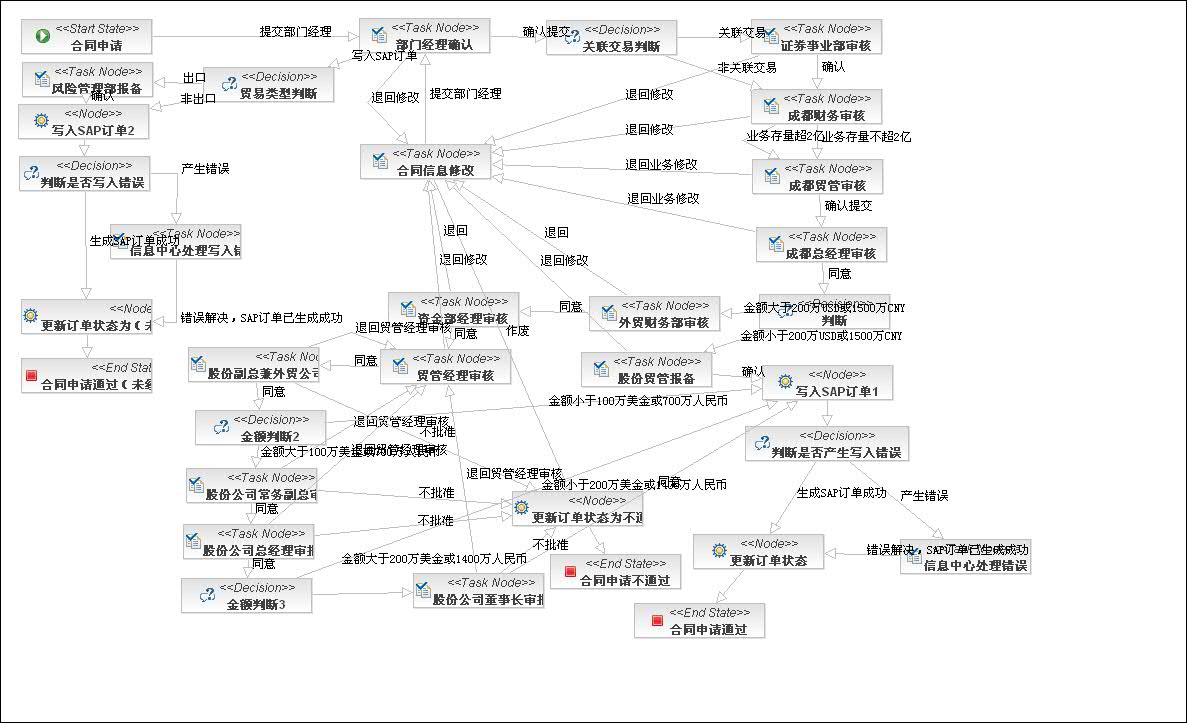 <<Start State>>
合同申请
提交部门经理
<<Task Node>>
部门经理确认
确认提交
<<Decision>>
关联交易判断
关联交易
<<Task Node>>
证券事业部审核
写入SAP订单
非关联交易
确认
<<Task Node>>
风险管理部报备
出口
<<Decision>>
贸易类型判断
确认
非出口
退回修改
提交部门经理
退回修改
<<Task Node>>
成都财务审核
<<Node>>
写入SAP订单2
退回修改
业务存量超2亿
业务存量不超2亿
<<Decision>>
判断是否写入错误
产生错误
<<Task Node>>
合同信息修改
退回业务修改
<<Task Node>>
成都贸管审核
退回业务修改
确认提交
生成SAP订单成功
<<Task Node>>
信息中心处理写入错
退回
退回
<<Task Node>>
成都总经理审核
退回修改
退回修改
同意
<<Node
更新订单状态为（未
错误解决，SAP订单已生成成功
<<Task Node>>
资金部经理审核
同意
<<Task Node>>
外贸财务部审核
金额大于200万USD或1500万CNY
<<Decision>>
判断
退回贸管经理审核
同意
作废
金额小于200万USD或1500万CNY
<<End Stat
合同申请通过（未经
<<Task Node>>
股份副总兼外贸公司
同意
<<Task Node>>
贸管经理审核
<<Task Node>>
股份贸管报备
确认
<<Node>>
写入SAP订单1
同意
金额小于100万美金或700万人民币
<<Decision>>
金额判断2
退回贸管经理审核
不批准
<<Decision>>
判断是否产生写入错误
金额大于100万美金或700万人民币
退回贸管经理审核
<<Task Node>>
股份公司常务副总审
退回贸管经理审核
同意
金额小于200万美金或1400万人民币
不批准
生成SAP订单成功
产生错误
同意
<<Node>>
更新订单状态为不通
不批准
<<Task Node>>
股份公司总经理审批
不批准
同意
金额大于200万美金或1400万人民币
<<Node>>
更新订单状态
错误解决，SAP订单已生成成功
<<Task Node>>
信息中心处理错误
<<Decision>>
金额判断3
<<Task Node>>
股份公司董事长审批
<<End State>>
合同申请不通过
<<End State>>
合同申请通过